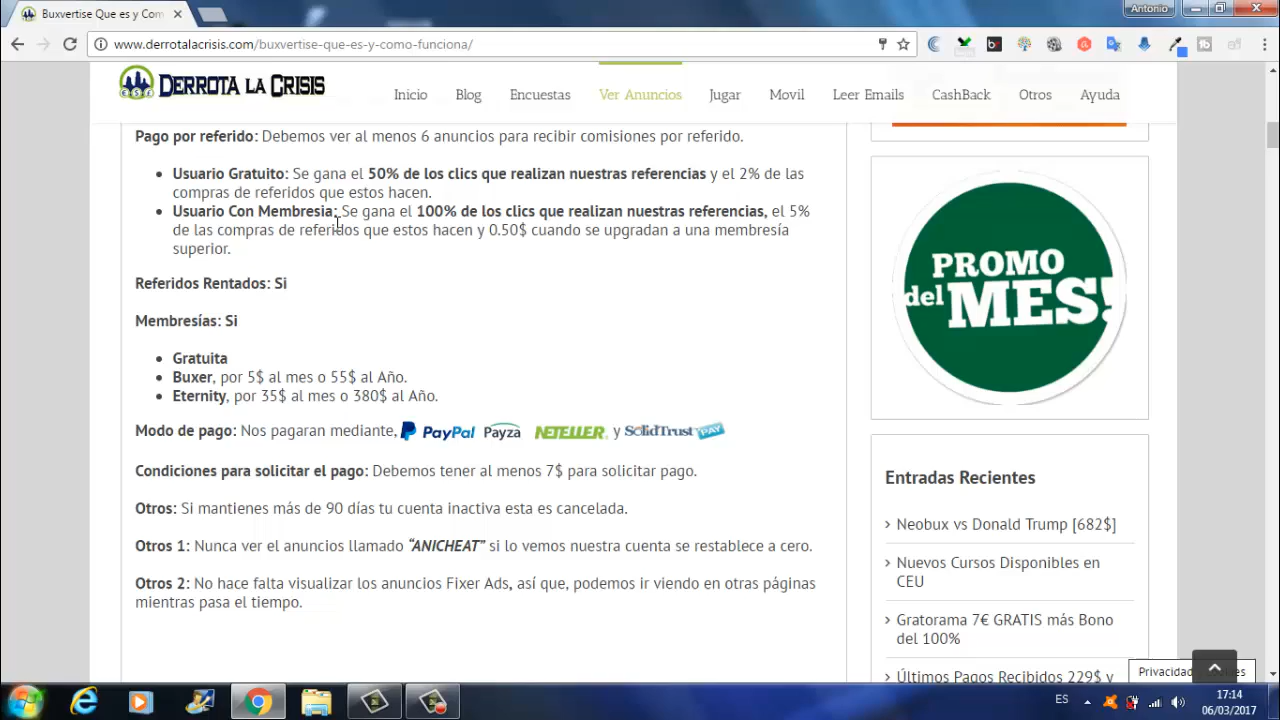 Buxvertise Que es y Com
Antonio
www.derrotalacrisis.com/buxvertise-que-es-y-como-funciona/
DERROTA LA CRISIS
Inicio Blog Encuestas Ver Anuncios Jugar Movil Leer Emails CashBack Otros Ayuda
Pago por referido: Debemos ver al menos 6 anuncios para recibir comisiones por referido.
Usuario Gratuito: Se gana el 50% de los clics que realizan nuestras referencias y el 2% de las
compras de referidos que estos hacen.
Usuario Con Membresia: Se gana el 100% de los clics que realizan nuestras referencias, el 5%
de las compras de referidos que estos hacen y 0.50$ cuando se upgradan a una membresía
superior.
Referidos Rentados: Si
Membresías: Si
Gratuita
Buxer, por 5$ al mes o 55$ al Año.
Eternity, por 35$ al mes o 380$ al Año.
Modo de pago: Nos pagaran mediante, PayPal Payza NETELLER y SolidTrust PAY
Condiciones para solicitar el pago: Debemos tener al menos 7$ para solicitar pago.
Otros: Si mantienes más de 90 días tu cuenta inactiva esta es cancelada.
Otros 1: Nunca ver el anuncios llamado “ANICHEAT” si lo vemos nuestra cuenta se restablece a cero.
Otros 2: No hace falta visualizar los anuncios Fixer Ads, así que, podemos ir viendo en otras páginas
mientras pasa el tiempo.
PROMO
del MES!
Entradas Recientes
Neobux vs Donald Trump [682$]
Nuevos Cursos Disponibles en
CEU
Gratorama 7€ GRATIS más Bono
del 100%
Últimos Pagos Recibidos 229$ y
ES
17:14
06/03/2017